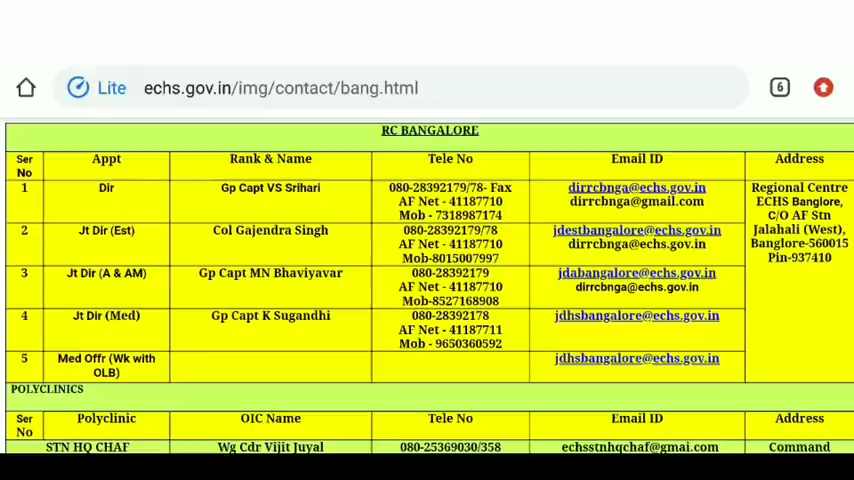 Lite echs.gov.in/img/contact/bang.html 6
RC BANGALORE
Ser No Appt Rank & Name Tele No Email ID Address
1 Dir Gp Capt VS Srihari 080-28392179/78- Fax dirrcbnga@echs.gov.in Regional Centre
AF Net - 41187710 dirrcbnga@gmail.com ECHS Banglore,
Mob - 7318987174 C/O AF Stn
2 Jt Dir (Est) Col Gajendra Singh 080-28392179/78 jdestbangalore@echs.gov.in Jalahali (West),
AF Net - 41187710 dirrcbnga@echs.gov.in Banglore-560015
Mob-8015007997 Pin-937410
3 Jt Dir (A & AM) Gp Capt MN Bhaviyavar 080-28392179 jdabangalore@echs.gov.in
AF Net - 41187710 dirrcbnga@echs.gov.in
Mob-8527168908
4 Jt Dir (Med) Gp Capt K Sugandhi 080-28392178 jdhsbangalore@echs.gov.in
AF Net - 41187711
Mob - 9650360592
5 Med Offr (Wk with jdhsbangalore@echs.gov.in
OLB)
POLYCLINICS
Ser No Polyclinic OIC Name Tele No Email ID Address
STN HQ CHAF Wg Cdr Vijit Juyal 080-25369030/358 echsstnhqchaf@gmai.com Command